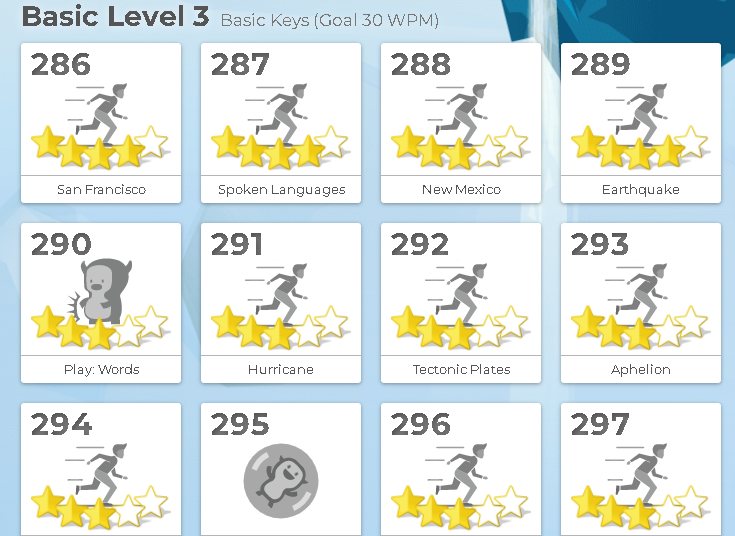 Basic Level 3 Basic Keys (Goal 30 WPM)
286 287 288 289
San Francisco Spoken Languages New Mexico Earthquake
290 291 292 293
Play: Words Hurricane Tectonic Plates Aphelion
294 295 296 297